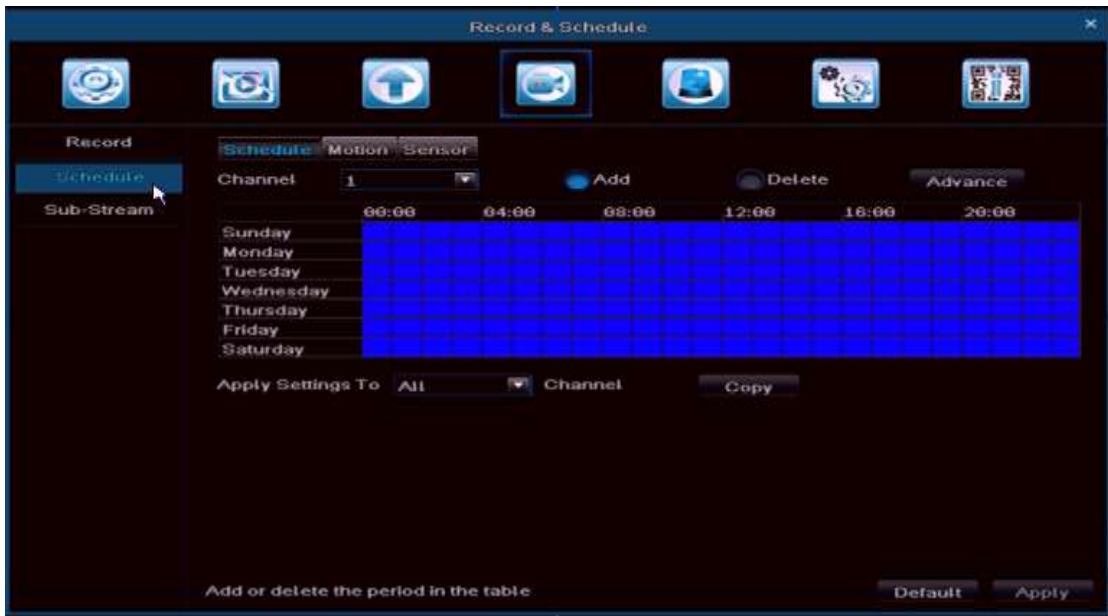 Record & Schedule ×
Record
Schedule
Sub-Stream
Schedule Motion Sensor
Channel 1 Add Delete Advance
00:00 04:00 08:00 12:00 16:00 20:00
Sunday
Monday
Tuesday
Wednesday
Thursday
Friday
Saturday
Apply Settings To All Channel Copy
Add or delete the period in the table
Default Apply